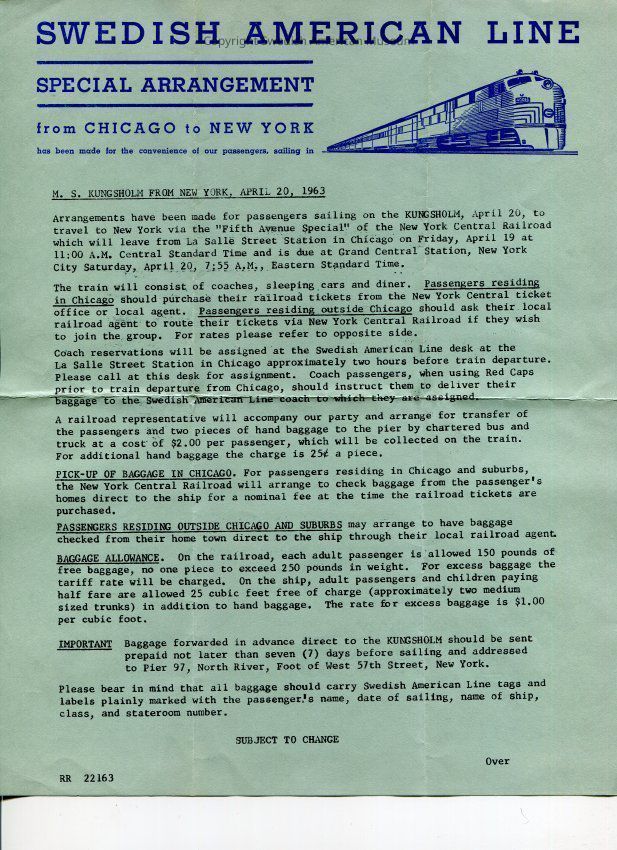 SWEDISH AMERICAN LINE
Copyright Swedish American Museum
SPECIAL ARRANGEMENT
from CHICAGO to NEW YORK
has been made for the convenience of our passengers, sailing in
M. S. KUNGSHOLM FROM NEW YORK, APRIL 20, 1963
Arrangements have been made for passengers sailing on the KUNGSHOLM, April 20, to
travel to New York via the "Fifth Avenue Special" of the New York Central Railroad
which will leave from La Salle Street Station in Chicago on Friday, April 19 at
11:00 A.M. Central Standard Time and is due at Grand Central Station, New York
City Saturday, April 20, 7:55 A.M., Eastern Standard Time.
The train will consist of coaches, sleeping cars and diner. Passengers residing
in Chicago should purchase their railroad tickets from the New York Central ticket
office or local agent. Passengers residing outside Chicago should ask their local
railroad agent to route their tickets via New York Central Railroad if they wish
to join the group. For rates please refer to opposite side.
Coach reservations will be assigned at the Swedish American Line desk at the
La Salle Street Station in Chicago approximately two hours before train departure.
Please call at this desk for assignment. Coach passengers, when using Red Caps
prior to train departure from Chicago, should instruct them to deliver their
baggage to the Swedish American Line coach to which they are assigned.
A railroad representative will accompany our party and arrange for transfer of
the passengers and two pieces of hand baggage to the pier by chartered bus and
truck at a cost of $2.00 per passenger, which will be collected on the train.
For additional hand baggage the charge is 25¢ a piece.
PICK-UP OF BAGGAGE IN CHICAGO. For passengers residing in Chicago and suburbs,
the New York Central Railroad will arrange to check baggage from the passenger's
homes direct to the ship for a nominal fee at the time the railroad tickets are
purchased.
PASSENGERS RESIDING OUTSIDE CHICAGO AND SUBURBS may arrange to have baggage
checked from their home town direct to the ship through their local railroad agent.
BAGGAGE ALLOWANCE. On the railroad, each adult passenger is allowed 150 pounds of
free baggage, no one piece to exceed 250 pounds in weight. For excess baggage the
tariff rate will be charged. On the ship, adult passengers and children paying
half fare are allowed 25 cubic feet free of charge (approximately two medium
sized trunks) in addition to hand baggage. The rate for excess baggage is $1.00
per cubic foot.
IMPORTANT Baggage forwarded in advance direct to the KUNGSHOLM should be sent
prepaid not later than seven (7) days before sailing and addressed
to Pier 97, North River, Foot of West 57th Street, New York.
Please bear in mind that all baggage should carry Swedish American Line tags and
labels plainly marked with the passenger's name, date of sailing, name of ship,
class, and stateroom number.
SUBJECT TO CHANGE
Over
RR 22163